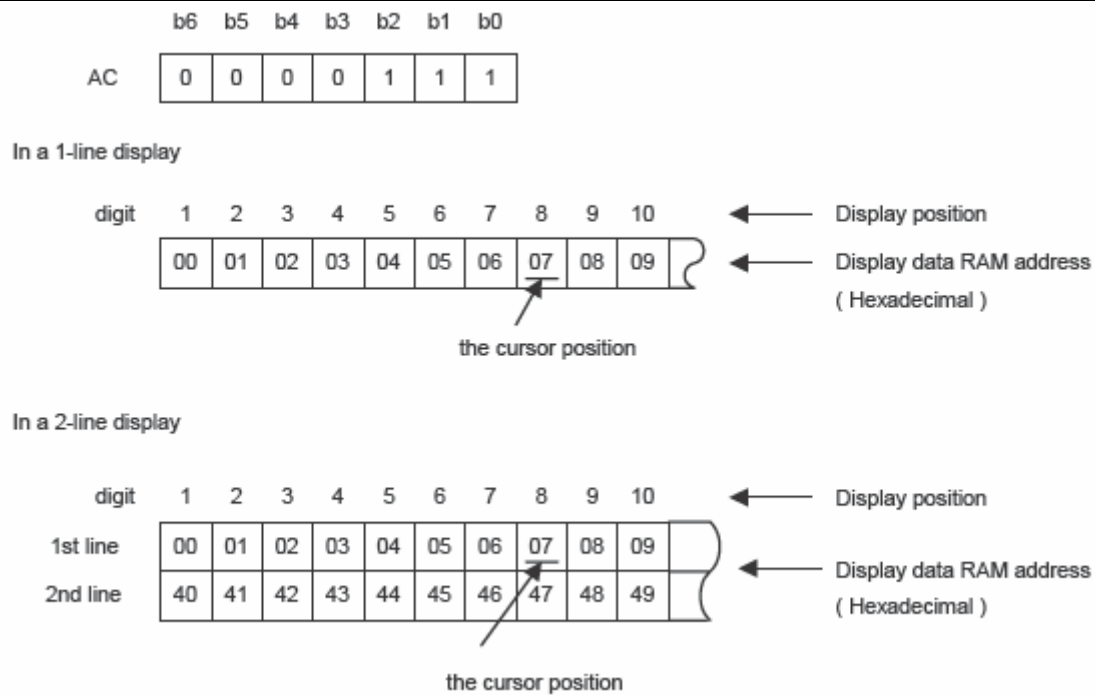 b6 b5 b4 b3 b2 b1 b0
AC 0 0 0 0 1 1 1
In a 1-line display
digit 1 2 3 4 5 6 7 8 9 10 Display position
00 01 02 03 04 05 06 07 08 09 Display data RAM address
( Hexadecimal )
the cursor position
In a 2-line display
digit 1 2 3 4 5 6 7 8 9 10 Display position
1st line 00 01 02 03 04 05 06 07 08 09
Display data RAM address
2nd line 40 41 42 43 44 45 46 47 48 49
( Hexadecimal )
the cursor position